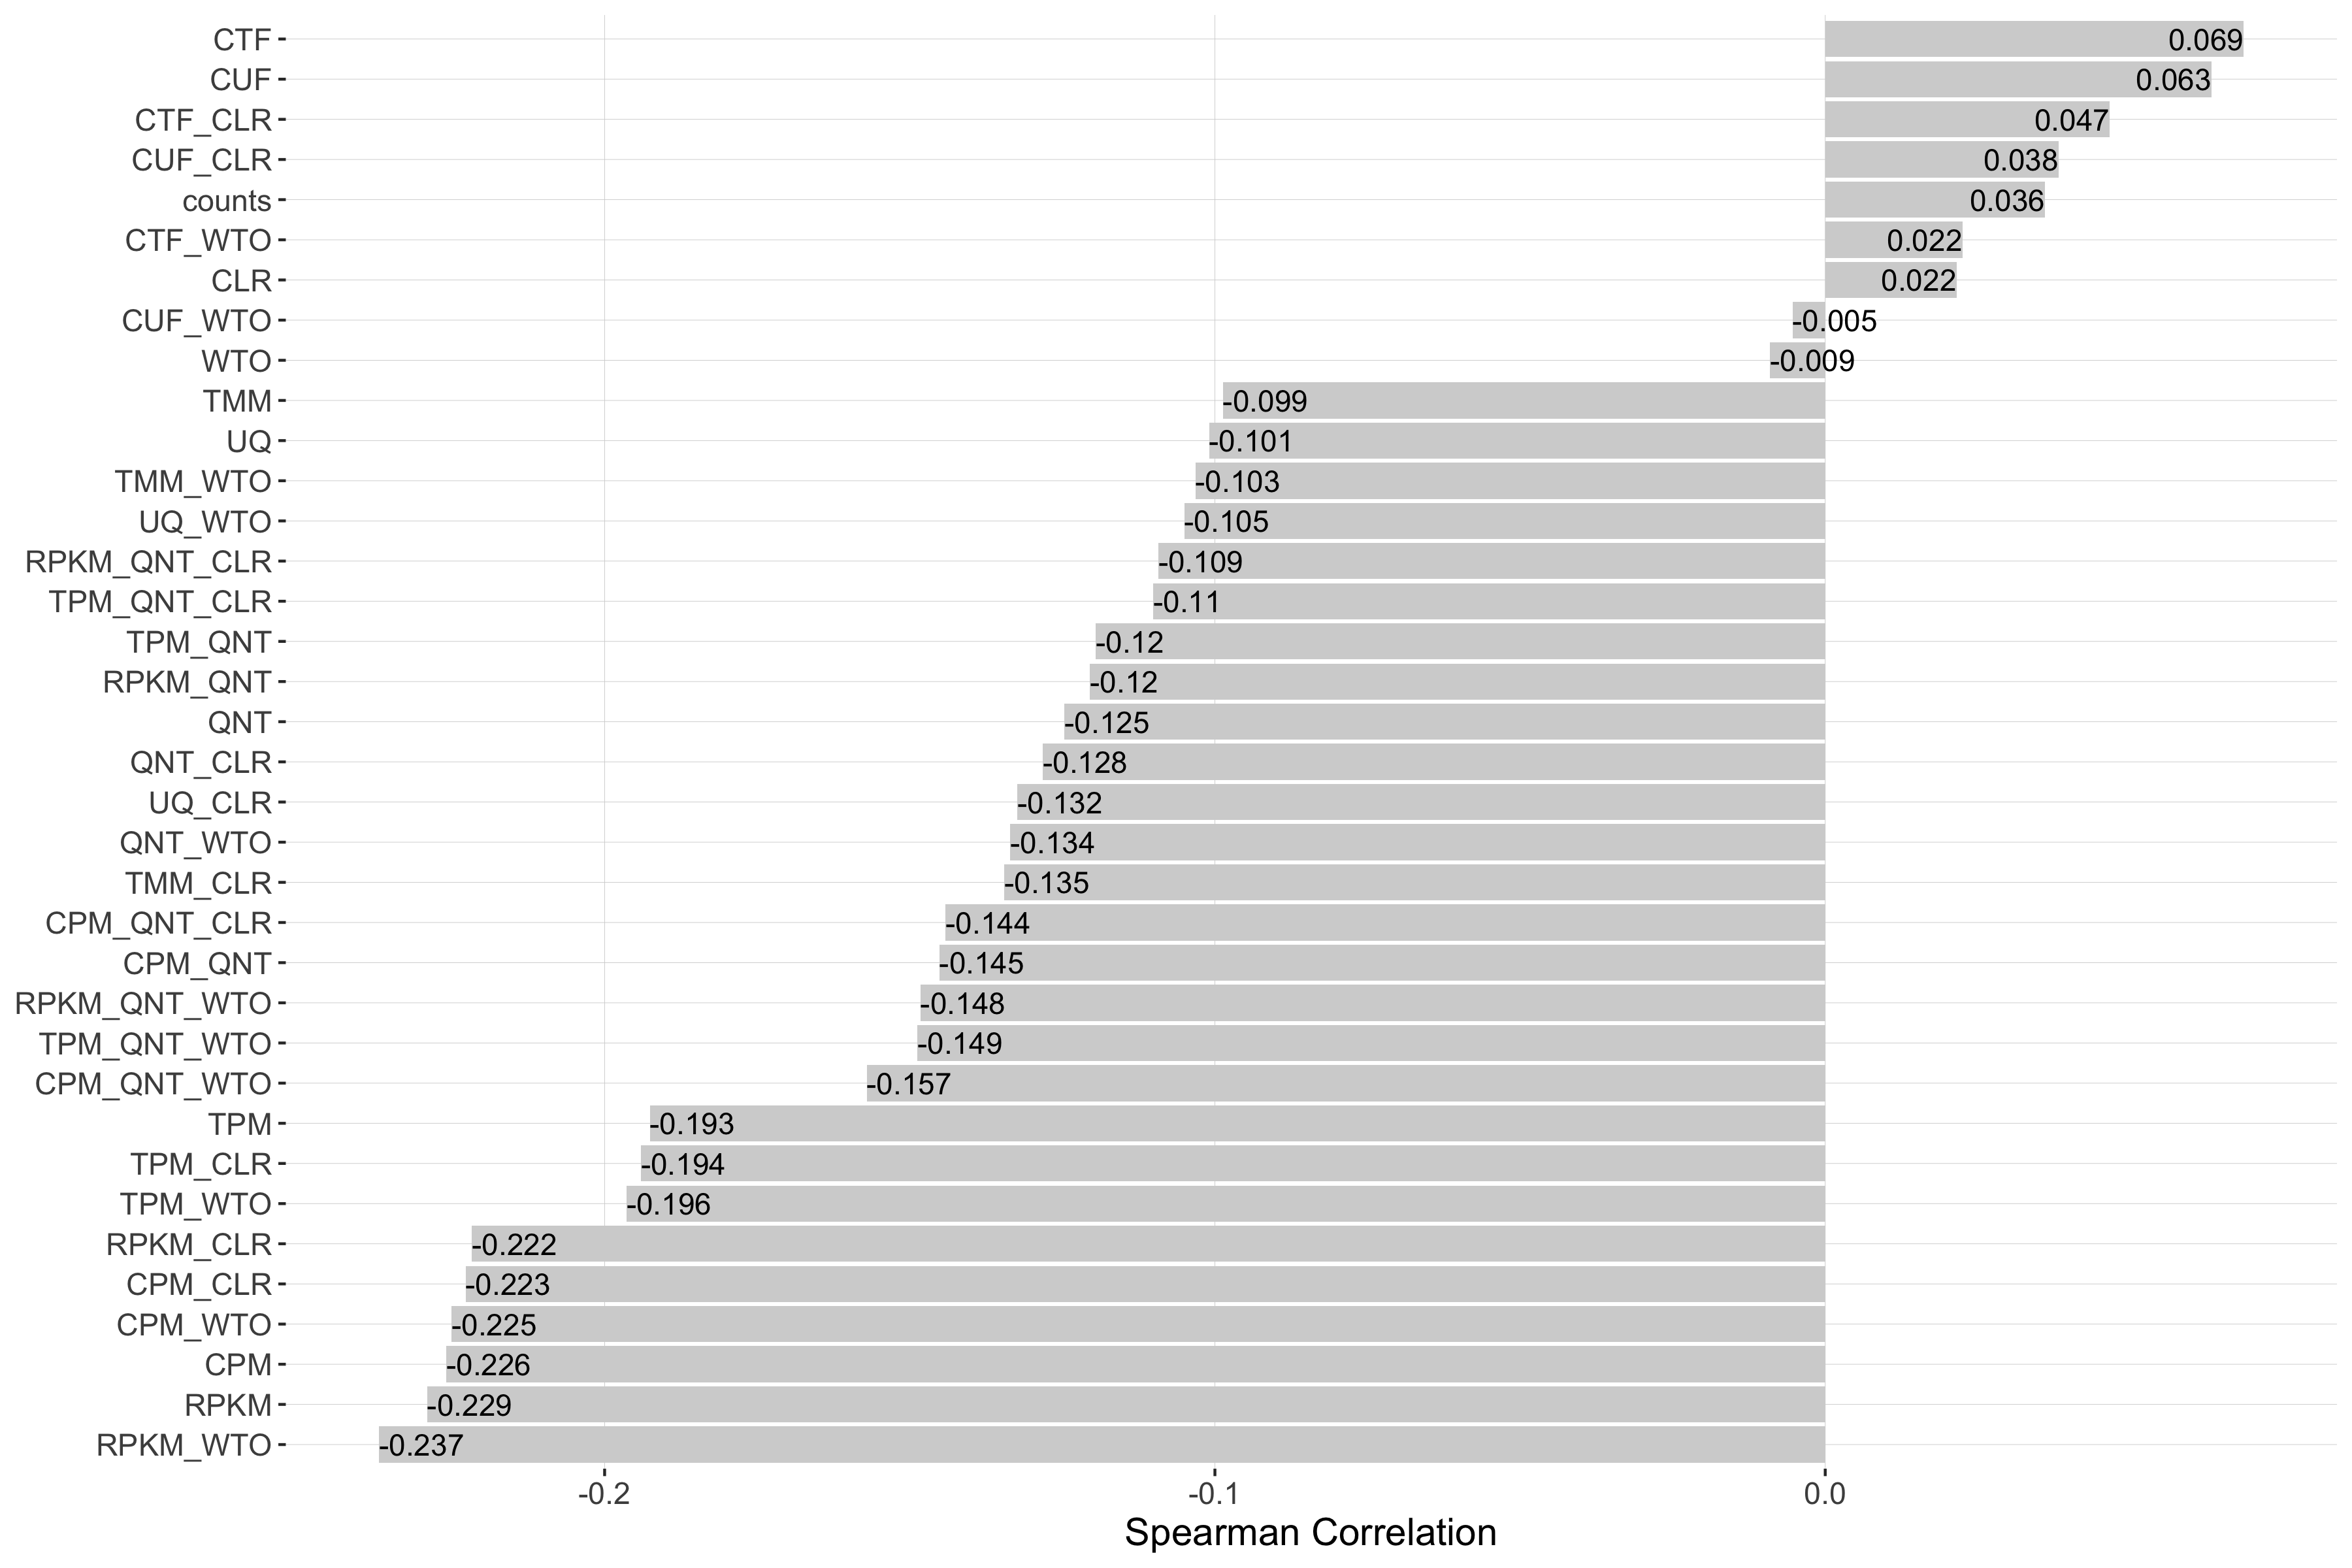 CTF 0.069
CUF 0.063
CTF_CLR 0.047
CUF_CLR 0.038
counts 0.036
CTF_WTO 0.022
CLR 0.022
CUF_WTO -0.005
WTO -0.009
TMM -0.099
UQ -0.101
TMM_WTO -0.103
UQ_WTO -0.105
RPKM_QNT_CLR -0.109
TPM_QNT_CLR -0.11
TPM_QNT -0.12
RPKM_QNT -0.12
QNT -0.125
QNT_CLR -0.128
UQ_CLR -0.132
QNT_WTO -0.134
TMM_CLR -0.135
CPM_QNT_CLR -0.144
CPM_QNT -0.145
RPKM_QNT_WTO -0.148
TPM_QNT_WTO -0.149
CPM_QNT_WTO -0.157
TPM -0.193
TPM_CLR -0.194
TPM_WTO -0.196
RPKM_CLR -0.222
CPM_CLR -0.223
CPM_WTO -0.225
CPM -0.226
RPKM -0.229
RPKM_WTO -0.237
-0.2 -0.1 0.0
Spearman Correlation